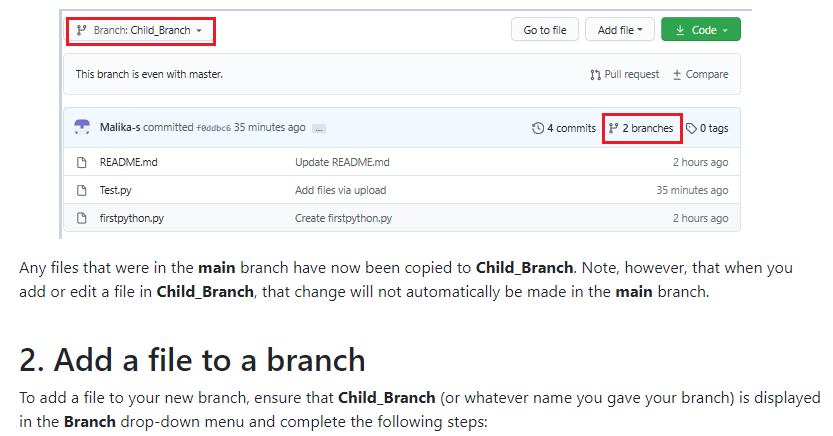 Branch: Child_Branch
Go to file
Add file
Code
This branch is even with master.
Pull request
Compare
Malika-s committed f0ddbc6 35 minutes ago ...
4 commits
2 branches
0 tags
README.md Update README.md 2 hours ago
Test.py Add files via upload 35 minutes ago
firstpython.py Create firstpython.py 2 hours ago
Any files that were in the main branch have now been copied to Child_Branch. Note, however, that when you
add or edit a file in Child_Branch, that change will not automatically be made in the main branch.
2. Add a file to a branch
To add a file to your new branch, ensure that Child_Branch (or whatever name you gave your branch) is displayed
in the Branch drop-down menu and complete the following steps: